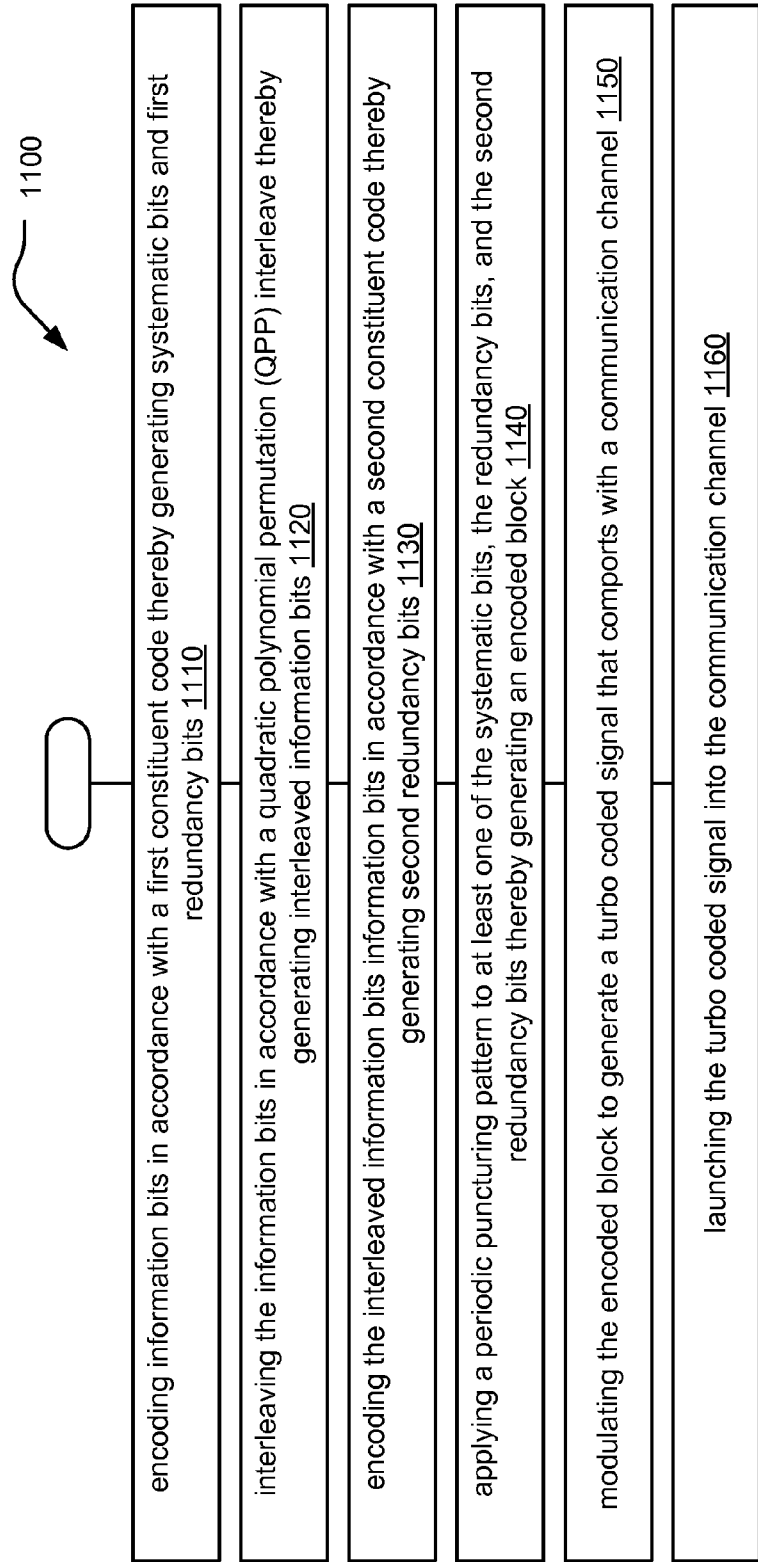 1100
encoding information bits in accordance with a first constituent code thereby generating systematic bits and first
redundancy bits 1110
interleaving the information bits in accordance with a quadratic polynomial permutation (QPP) interleave thereby
generating interleaved information bits 1120
encoding the interleaved information bits information bits in accordance with a second constituent code thereby
generating second redundancy bits 1130
applying a periodic puncturing pattern to at least one of the systematic bits, the redundancy bits, and the second
redundancy bits thereby generating an encoded block 1140
modulating the encoded block to generate a turbo coded signal that comports with a communication channel 1150
launching the turbo coded signal into the communication channel 1160